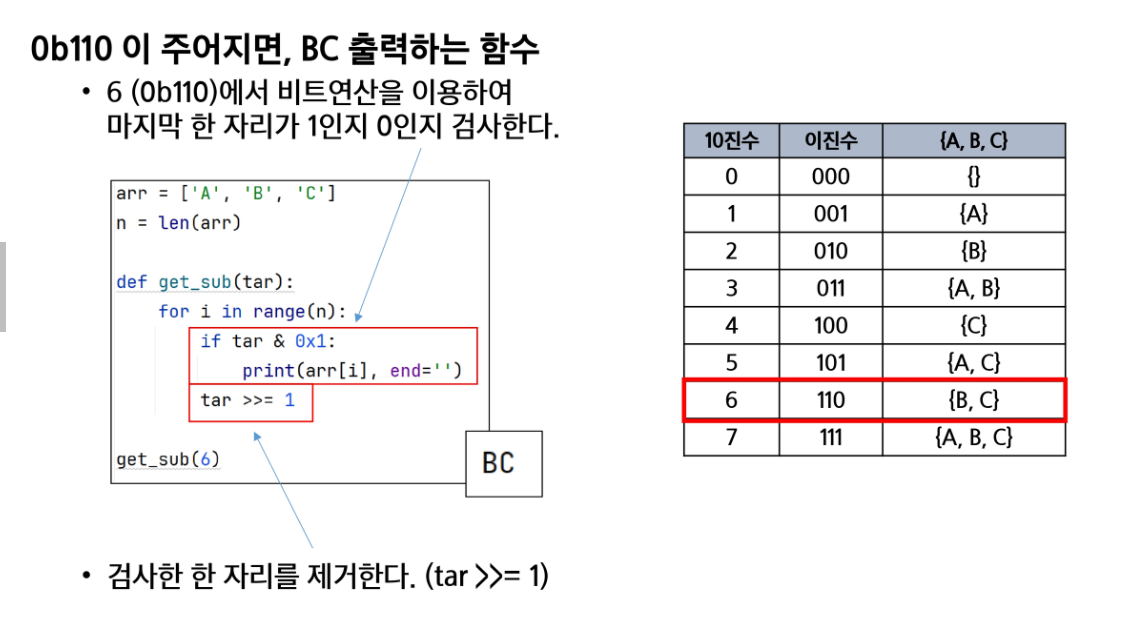 0b110 이 주어지면, BC 출력하는 함수
• 6 (0b110)에서 비트연산을 이용하여
마지막 한 자리가 1인지 0인지 검사한다.
arr = ['A', 'B', 'C']
n = len(arr)
def get_sub(tar):
for i in range(n):
if tar & 0x1:
print(arr[i], end='')
tar >>= 1
get_sub(6)
BC
• 검사한 한 자리를 제거한다. (tar >>= 1)
10진수 이진수 {A, B, C}
0 000 {}
1 001 {A}
2 010 {B}
3 011 {A, B}
4 100 {C}
5 101 {A, C}
6 110 {B, C}
7 111 {A, B, C}